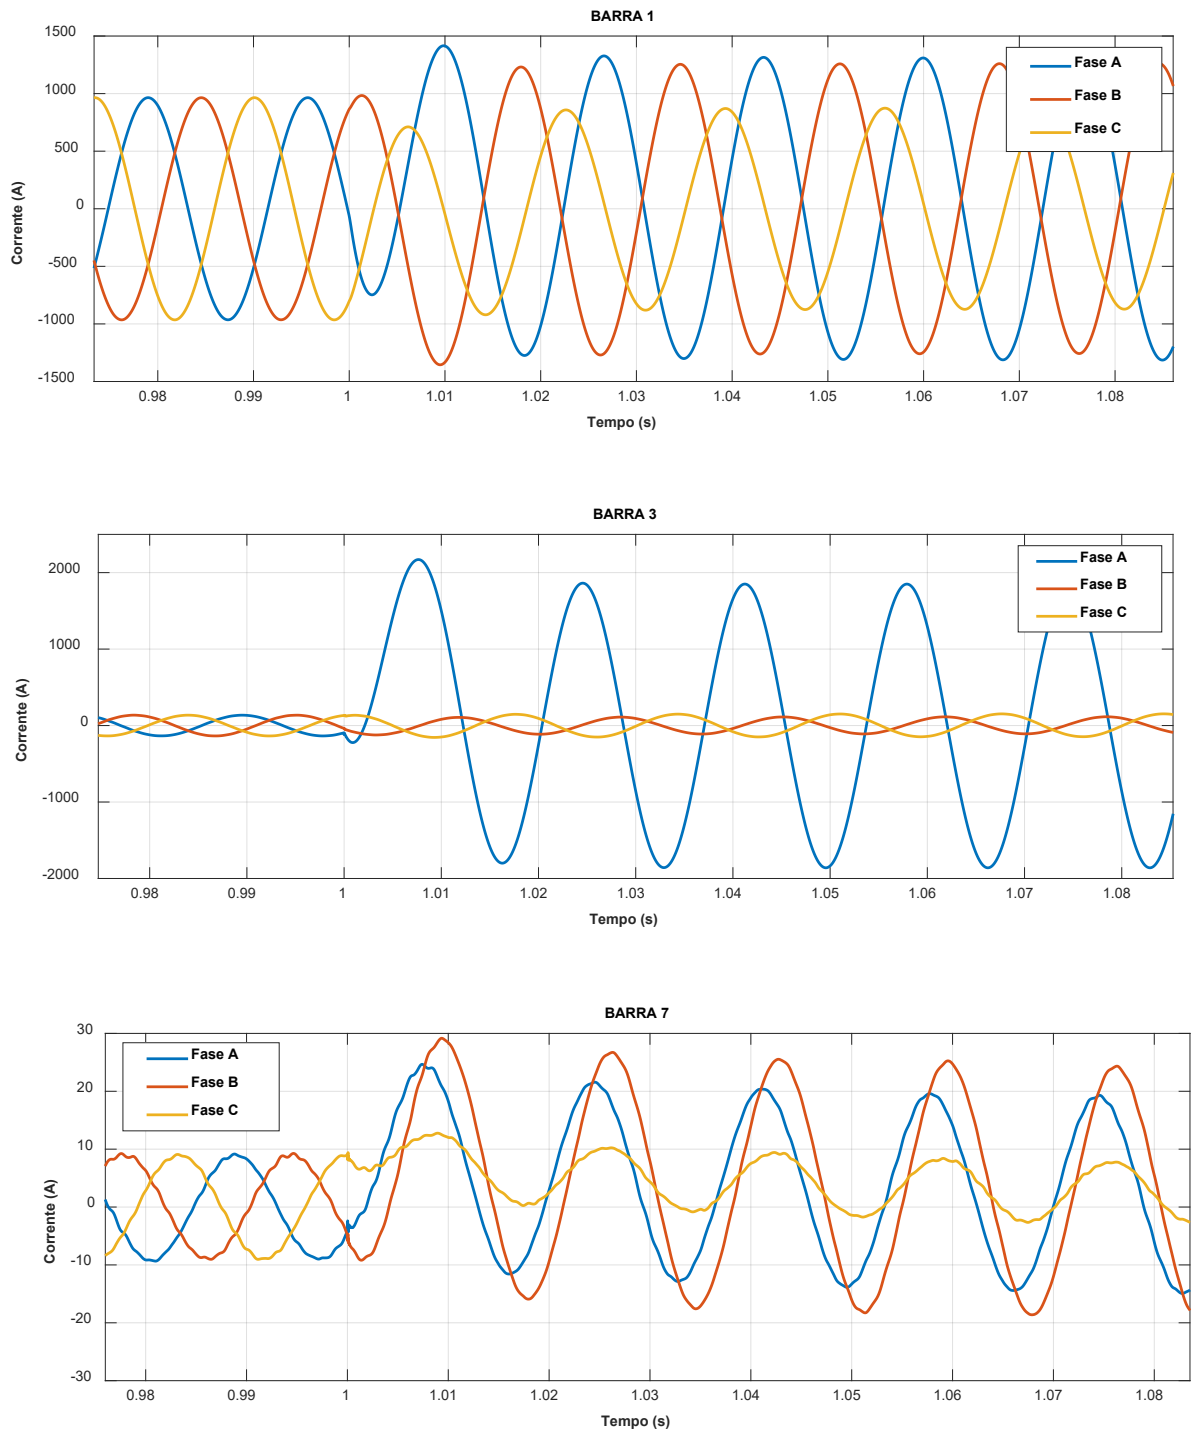 BARRA 1
1500
1000
500
0
-500
-1000
-1500
Corrente (A)
Fase A
Fase B
Fase C
0.98 0.99 1 1.01 1.02 1.03 1.04 1.05 1.06 1.07 1.08
Tempo (s)
BARRA 3
2000
1000
0
-1000
-2000
Corrente (A)
Fase A
Fase B
Fase C
0.98 0.99 1 1.01 1.02 1.03 1.04 1.05 1.06 1.07 1.08
Tempo (s)
BARRA 7
30
20
10
0
-10
-20
-30
Corrente (A)
Fase A
Fase B
Fase C
0.98 0.99 1 1.01 1.02 1.03 1.04 1.05 1.06 1.07 1.08
Tempo (s)